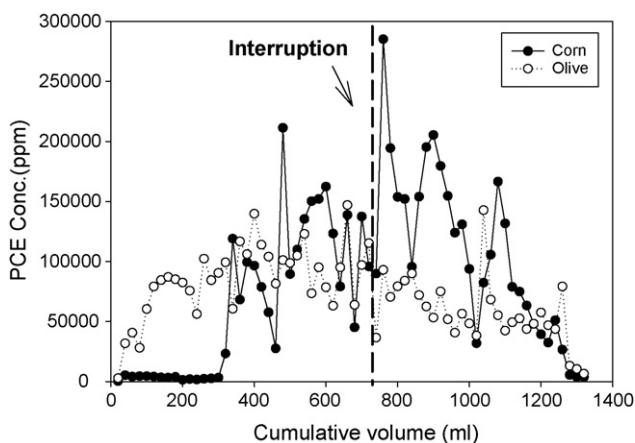 300000
250000
200000
150000
100000
50000
0
PCE Conc.(ppm)
Interruption
Corn
Olive
0 200 400 600 800 1000 1200 1400
Cumulative volume (ml)